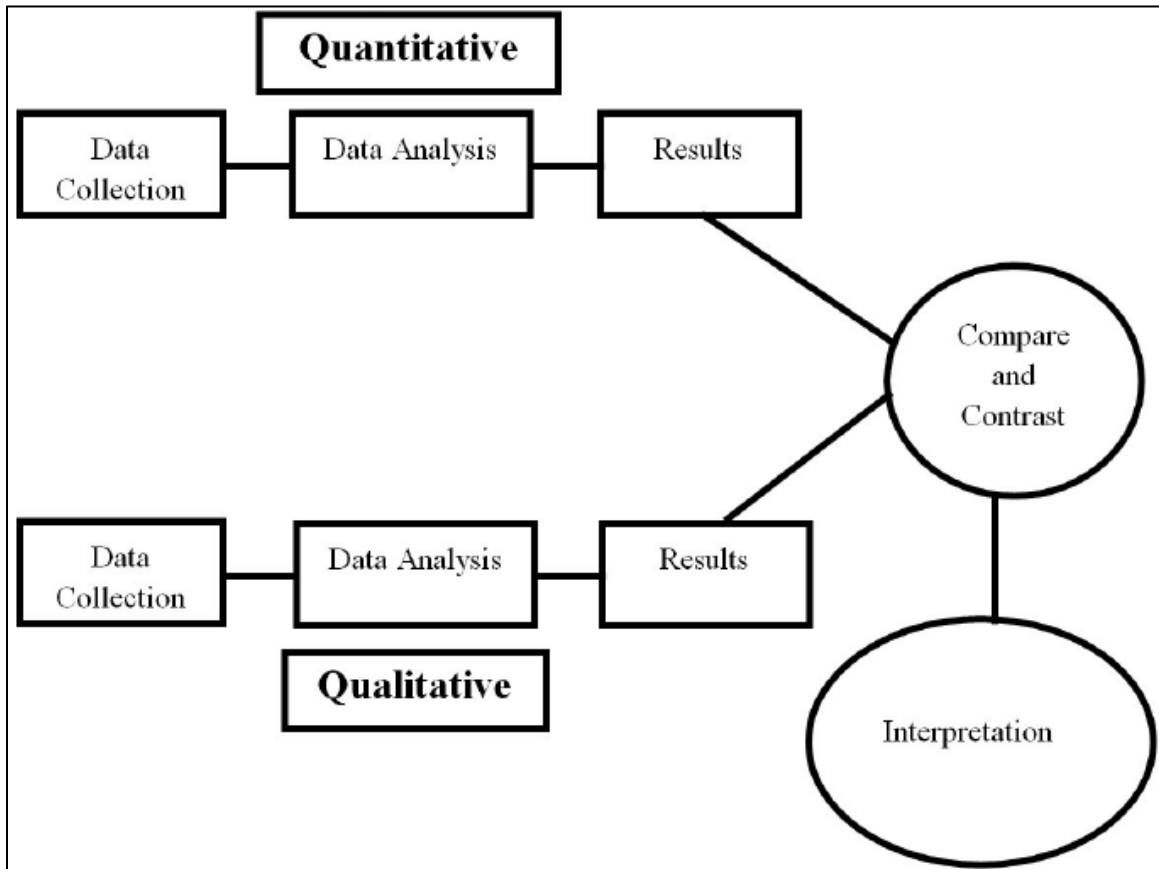 Quantitative
Data
Collection
Data Analysis
Results
Compare
and
Contrast
Data
Collection
Data Analysis
Results
Qualitative
Interpretation